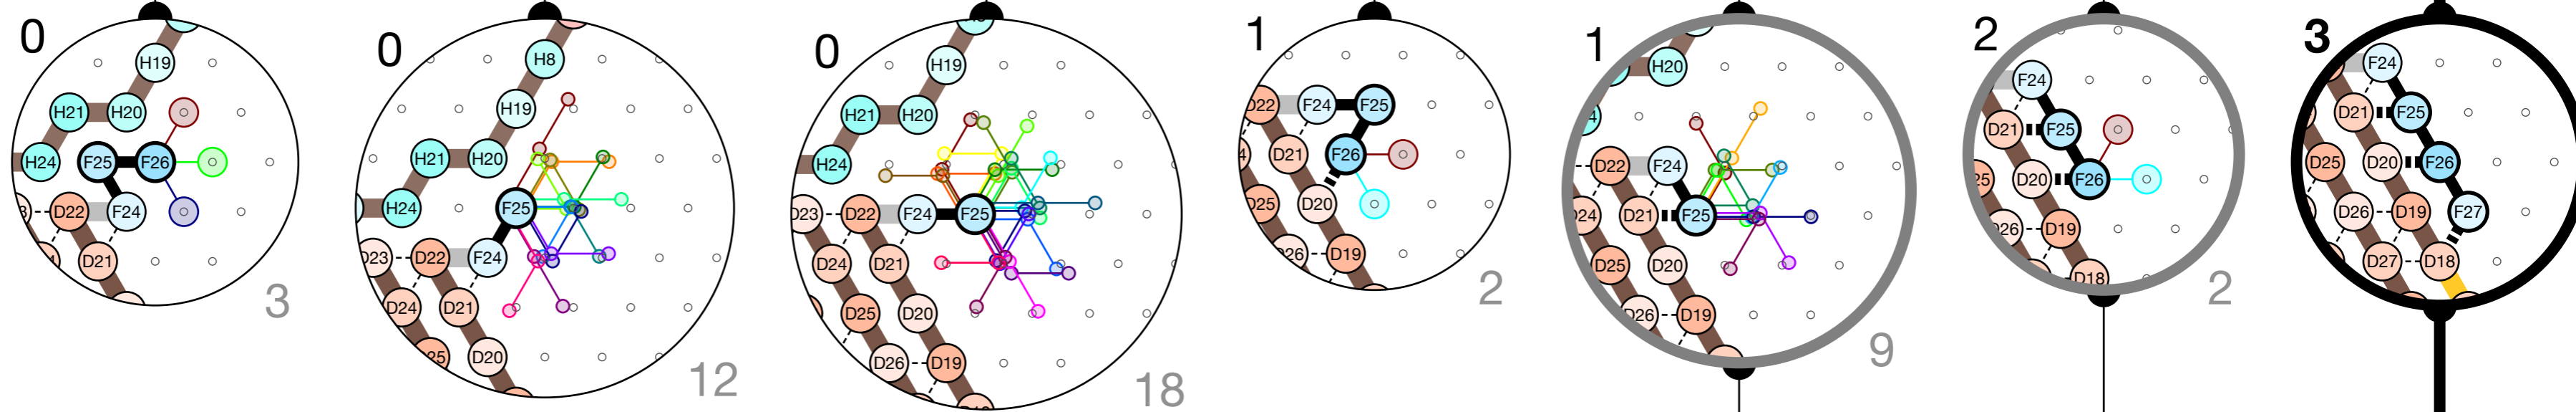 0
H19
H21 H20
H24 F25 F26
D22 F24
D21
3
0
H8
H19
H21 H20
H24 F25
D23 D22 F24
D24 D21
D20
12
0
H19
H21 H20
H24
D23 D22 F24 F25
D24 D21
D25 D20
D26 D19
18
1
D22 F24 F25
D21 F26
D25 D20
D26 D19
2
1
H20
D22 F24
D24 D21 F25
D25 D20
D26 D19
9
2
F24
D21 F25
D20 F26
D19
D18
2
3
F24
D21 F25
D25 D20 F26
D26 D19 F27
D27 D18